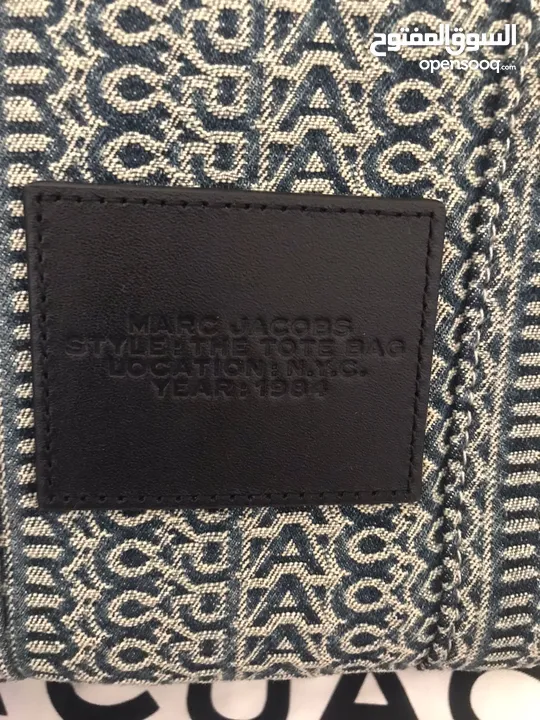 السوق المفتوح
opensooq.com
MARC JACOBS
STYLE: THE TOTE BAG
LOCATION: N.Y.C.
YEAR: 1984